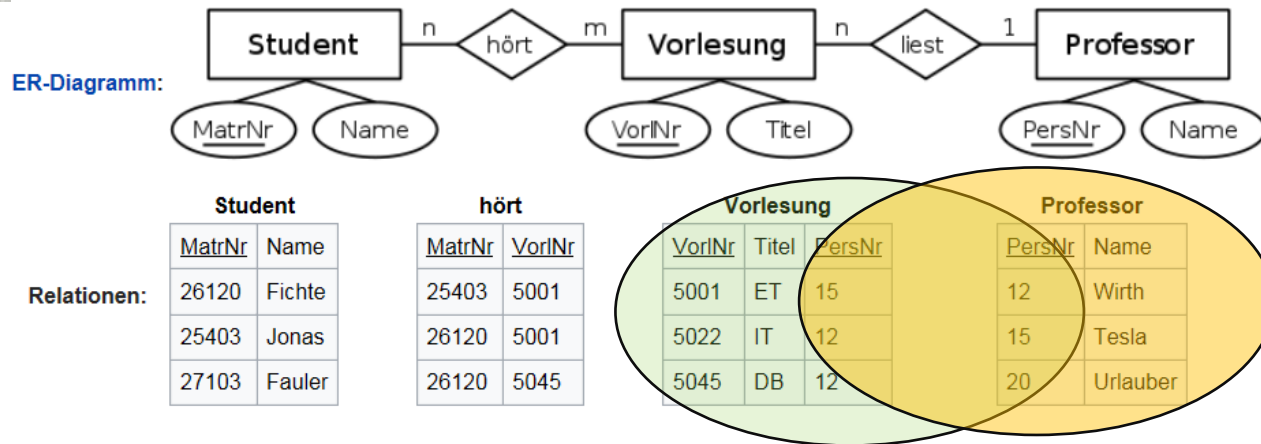 Student n hört m Vorlesung n liest 1 Professor
ER-Diagramm:
MatrNr Name VorlNr Titel PersNr Name
Student hört Vorlesung Professor
MatrNr Name MatrNr VorlNr VorlNr Titel PersNr PersNr Name
Relationen:
26120 Fichte 25403 5001 5001 ET 15 12 Wirth
25403 Jonas 26120 5001 5022 IT 12 15 Tesla
27103 Fauler 26120 5045 5045 DB 12 20 Urlauber